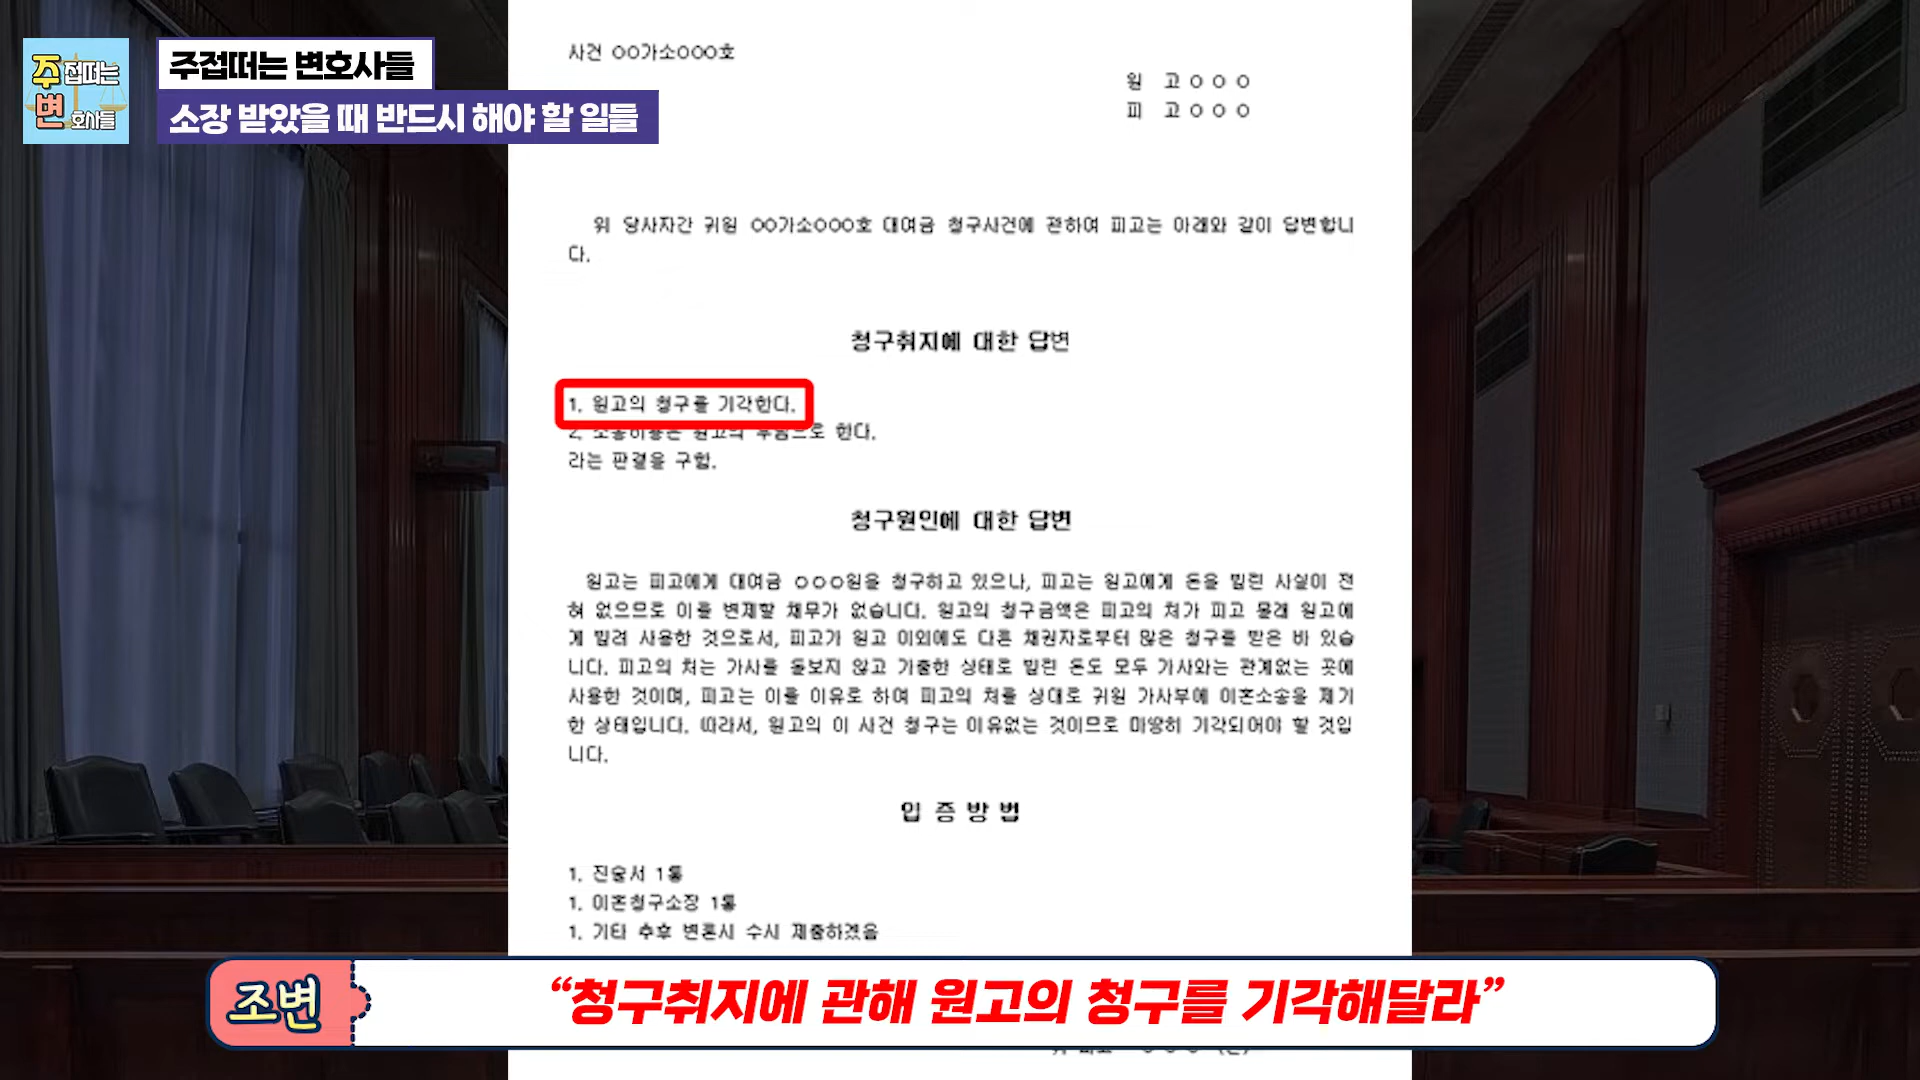 주접떠는
변호사들
주접떠는 변호사들
소장 받았을 때 반드시 해야 할 일들
사건 OO가소OOO호
원 고 O O O
피 고 O O O
위 당사자간 귀원 OO가소OOO호 대여금 청구사건에 관하여 피고는 아래와 같이 답변합니
다.
청구취지에 대한 답변
1. 원고의 청구를 기각한다.
2. 소송비용은 원고의 부담으로 한다.
라는 판결을 구함.
청구원인에 대한 답변
원고는 피고에게 대여금 ○○○원을 청구하고 있으나, 피고는 원고에게 돈을 빌린 사실이 전
혀 없으므로 이를 변제할 채무가 없습니다. 원고의 청구금액은 피고의 처가 피고 몰래 원고에
게 빌려 사용한 것으로서, 피고가 원고 이외에도 다른 채권자로부터 많은 청구를 받은 바 있습
니다. 피고의 처는 가사를 돌보지 않고 가출한 상태로 빌린 돈도 모두 가사와는 관계없는 곳에
사용한 것이며, 피고는 이를 이유로 하여 피고의 처를 상대로 귀원 가사부에 이혼소송을 제기
한 상태입니다. 따라서, 원고의 이 사건 청구는 이유없는 것이므로 마땅히 기각되어야 할 것입
니다.
입 증 방 법
1. 진술서 1통
1. 이혼청구소장 1통
1. 기타 추후 변론시 수시 제출하겠음
조변
“청구취지에 관해 원고의 청구를 기각해달라”